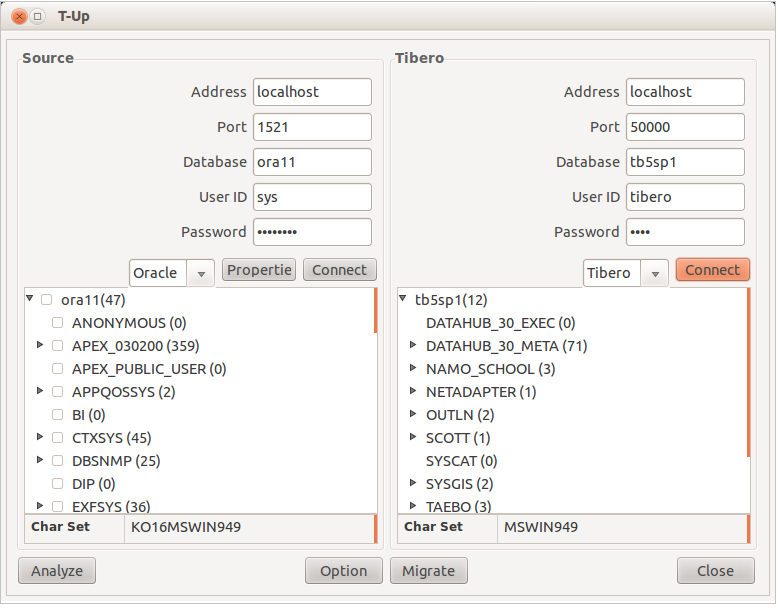 T-Up
Source
Address localhost
Port 1521
Database ora11
User ID sys
Password ••••••••
Oracle Propertie Connect
ora11(47)
ANONYMOUS (0)
APEX_030200 (359)
APEX_PUBLIC_USER (0)
APPQOSSYS (2)
BI (0)
CTXSYS (45)
DBSNMP (25)
DIP (0)
EXFSYS (36)
Char Set KO16MSWIN949
Tibero
Address localhost
Port 50000
Database tb5sp1
User ID tibero
Password ••••
Tibero Connect
tb5sp1(12)
DATAHUB_30_EXEC (0)
DATAHUB_30_META (71)
NAMO_SCHOOL (3)
NETADAPTER (1)
OUTLN (2)
SCOTT (1)
SYSCAT (0)
SYSGIS (2)
TAEBO (3)
Char Set MSWIN949
Analyze Option Migrate Close